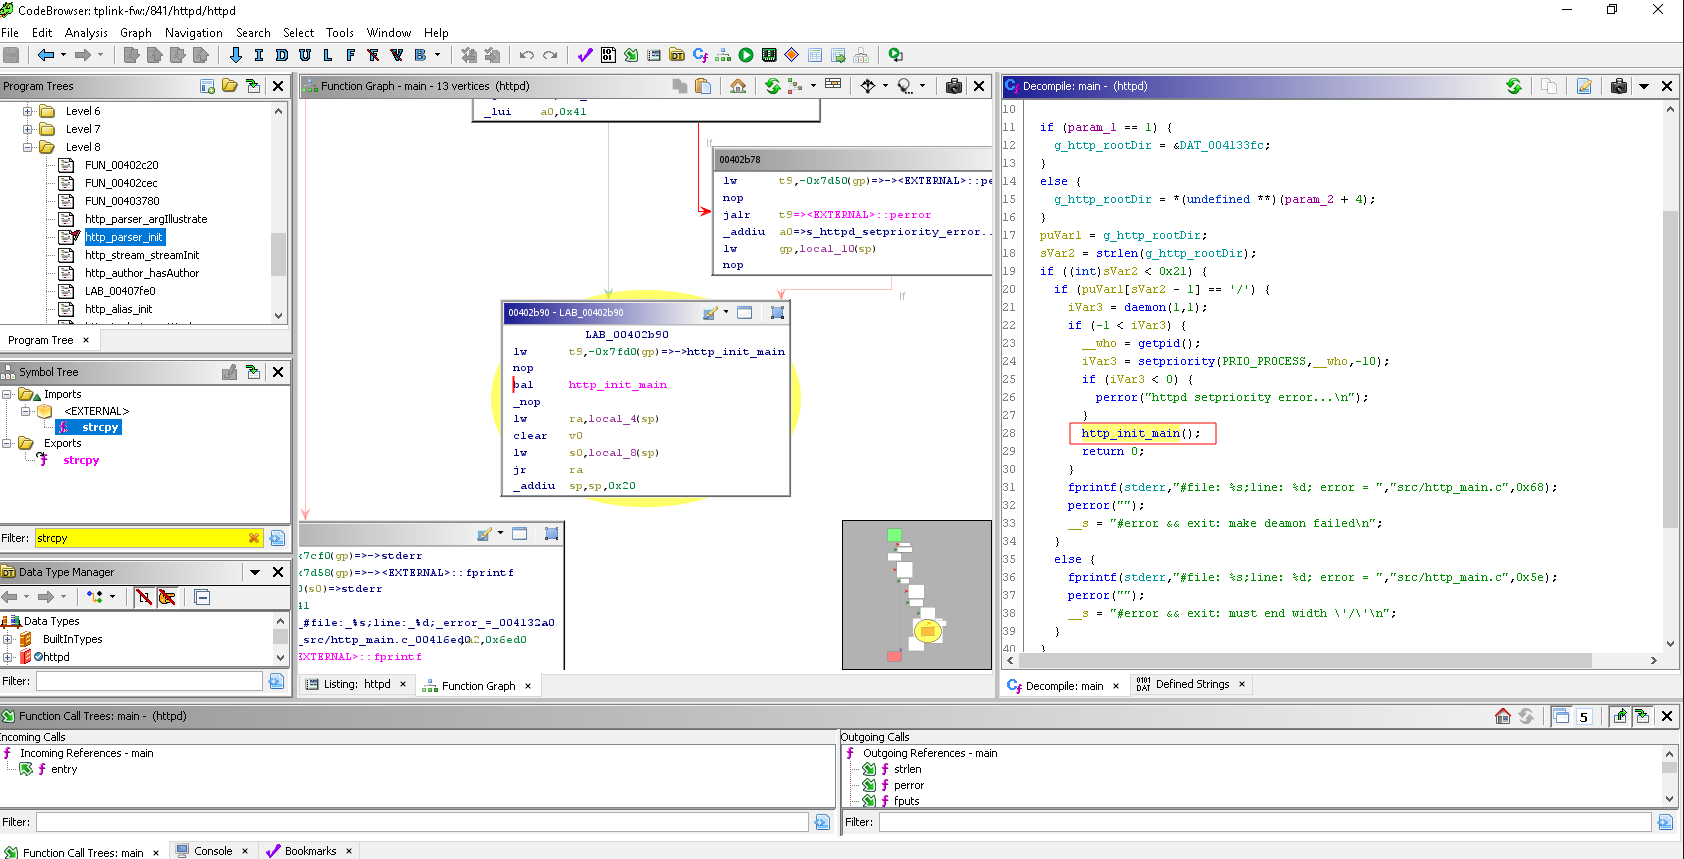 CodeBrowser: tplink-fw:/841/httpd/httpd
File Edit Analysis Graph Navigation Search Select Tools Window Help
I D U L F B
Program Trees
Level 6
Level 7
Level 8
FUN_00402c20
FUN_00402cec
FUN_00403780
http_parser_argIllustrate
http_parser_init
http_stream_streamInit
http_author_hasAuthor
LAB_00407fe0
http_alias_init
Program Tree ×
Symbol Tree
Imports
<EXTERNAL>
f strcpy
Exports
f strcpy
Filter: strcpy
Data Type Manager
Data Types
BuiltInTypes
httpd
Filter:
Function Graph - main - 13 vertices (httpd)
_lui a0,0x41
If
00402b78
lw t9,-0x7d50(gp)=>-><EXTERNAL>::pe
nop
jalr t9=><EXTERNAL>::perror
_addiu a0=>s_httpd_setpriority_error..
lw gp,local_10(sp)
nop
If
00402b90 - LAB_00402b90
LAB_00402b90
lw t9,-0x7fd0(gp)=>->http_init_main
nop
bal http_init_main
_nop
lw ra,local_4(sp)
clear v0
lw s0,local_8(sp)
jr ra
_addiu sp,sp,0x20
x7cf0(gp)=>->stderr
x7d58(gp)=>-><EXTERNAL>::fprintf
0(s0)=>stderr
41
_#file:_%s;line:_%d;_error_=_004132a0
_src/http_main.c_00416ed0
a2,0x6ed0
EXTERNAL>::fprintf
Listing: httpd ×
Function Graph ×
Decompile: main - (httpd)
10
11 if (param_1 == 1) {
12 g_http_rootDir = &DAT_004133fc;
13 }
14 else {
15 g_http_rootDir = *(undefined **)(param_2 + 4);
16 }
17 puVar1 = g_http_rootDir;
18 sVar2 = strlen(g_http_rootDir);
19 if ((int)sVar2 < 0x21) {
20 if (puVar1[sVar2 - 1] == '/') {
21 iVar3 = daemon(1,1);
22 if (-1 < iVar3) {
23 __who = getpid();
24 iVar3 = setpriority(PRIO_PROCESS,__who,-10);
25 if (iVar3 < 0) {
26 perror("httpd setpriority error...\n");
27 }
28 http_init_main();
29 return 0;
30 }
31 fprintf(stderr,"#file: %s;line: %d; error = ","src/http_main.c",0x68);
32 perror("");
33 __s = "#error && exit: make deamon failed\n";
34 }
35 else {
36 fprintf(stderr,"#file: %s;line: %d; error = ","src/http_main.c",0x5e);
37 perror("");
38 __s = "#error && exit: must end width \'/\'\n";
39 }
40 }
Decompile: main ×
Defined Strings ×
Function Call Trees: main - (httpd)
5
Incoming Calls
f Incoming References - main
f entry
Filter:
Outgoing Calls
f Outgoing References - main
f strlen
f perror
f fputs
Filter:
Function Call Trees: main ×
Console ×
Bookmarks ×